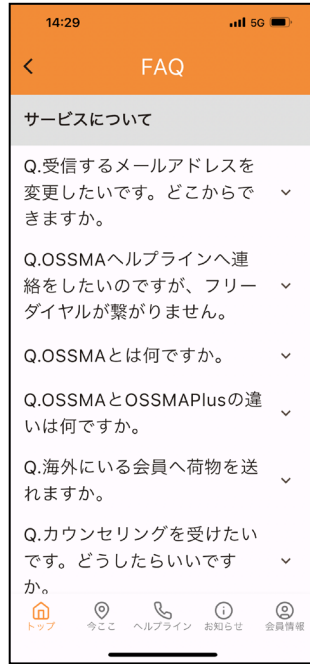 14:29
5G
FAQ
サービスについて
Q.受信するメールアドレスを
変更したいです。どこからで
きますか。
Q.OSSMAヘルプラインへ連
絡をしたいのですが、フリー
ダイヤルが繋がりません。
Q.OSSMAとは何ですか。
Q.OSSMAとOSSMAPlusの違
いは何ですか。
Q.海外にいる会員へ荷物を送
れますか。
Q.カウンセリングを受けたい
です。どうしたらいいです
か。
トップ
今ここ
ヘルプライン
お知らせ
会員情報